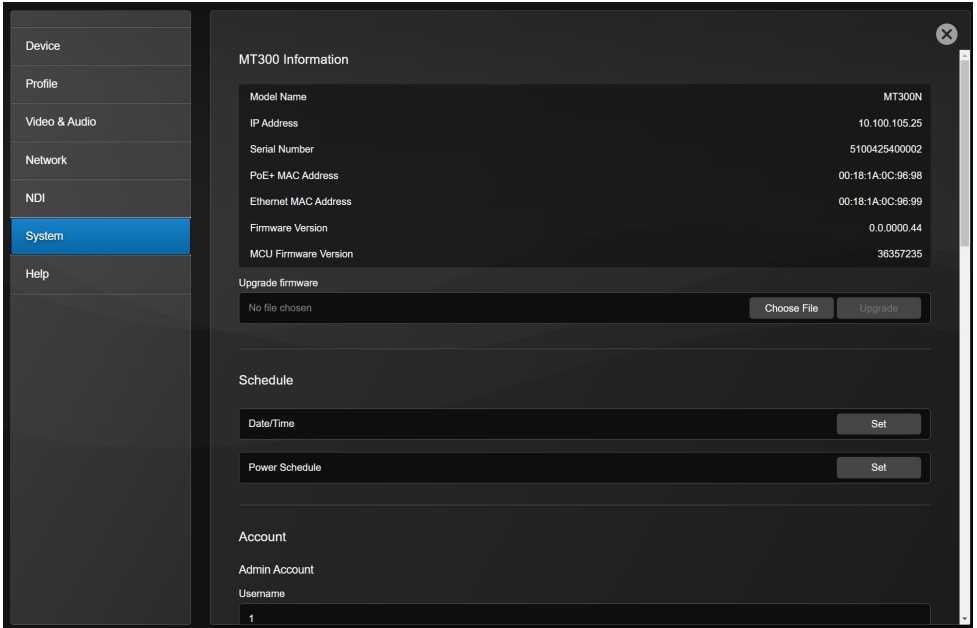 Device
Profile
Video & Audio
Network
NDI
System
Help
MT300 Information
Model Name MT300N
IP Address 10.100.105.25
Serial Number 5100425400002
PoE+ MAC Address 00:18:1A:0C:96:98
Ethernet MAC Address 00:18:1A:0C:96:99
Firmware Version 0.0.0000.44
MCU Firmware Version 36357235
Upgrade firmware
No file chosen Choose File Upgrade
Schedule
Date/Time Set
Power Schedule Set
Account
Admin Account
Username
1